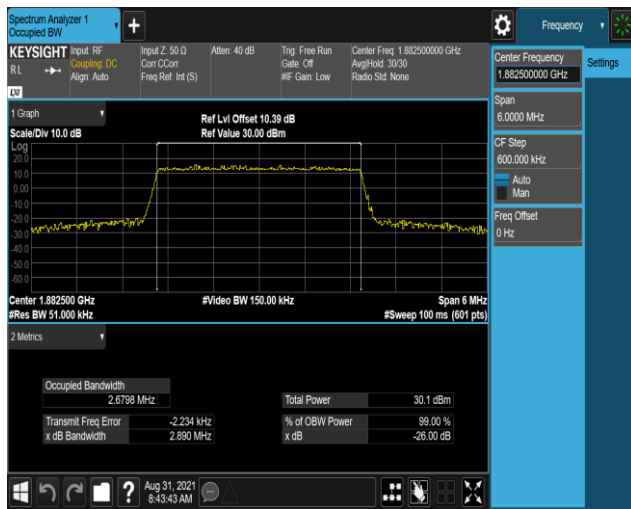 Spectrum Analyzer 1
Occupied BW
+
Frequency
KEYSIGHT
RL
Input: RF
Coupling: DC
Align: Auto
Input Z: 50 Ω
Corr CCorr
Freq Ref: Int (S)
Atten: 40 dB
Trig: Free Run
Gate: Off
#IF Gain: Low
Center Freq: 1.882500000 GHz
Avg|Hold: 30/30
Radio Std: None
LXI
1 Graph
Scale/Div 10.0 dB
Ref Lvl Offset 10.39 dB
Ref Value 30.00 dBm
Log
20.0
10.0
0.00
-10.0
-20.0
-30.0
-40.0
-50.0
-60.0
Center 1.882500 GHz
#Res BW 51.000 kHz
#Video BW 150.00 kHz
Span 6 MHz
#Sweep 100 ms (601 pts)
2 Metrics
Occupied Bandwidth
2.6798 MHz
Transmit Freq Error -2.234 kHz
x dB Bandwidth 2.890 MHz
Total Power 30.1 dBm
% of OBW Power 99.00 %
x dB -26.00 dB
?
Aug 31, 2021
8:43:43 AM
Center Frequency
1.882500000 GHz
Span
6.0000 MHz
CF Step
600.000 kHz
Auto
Man
Freq Offset
0 Hz
Settings